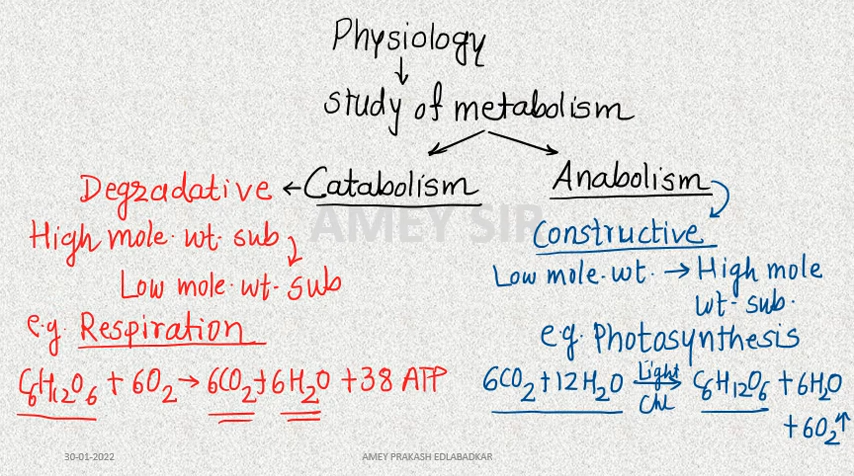 Physiology
↓
study of metabolism
Degradative ← Catabolism
Anabolism
AMEY SIR
High mole. wt. sub
Low mole. wt. sub
e.g. Respiration
C₆H₁₂O₆ + 6O₂ → 6CO₂ + 6H₂O + 38 ATP
Constructive
Low mole. wt. → High mole
wt. sub.
e.g. Photosynthesis
6CO₂ + 12H₂O Light → Chl C₆H₁₂O₆ + 6H₂O
+ 6O₂↑
30-01-2022
AMEY PRAKASH EDLABADKAR